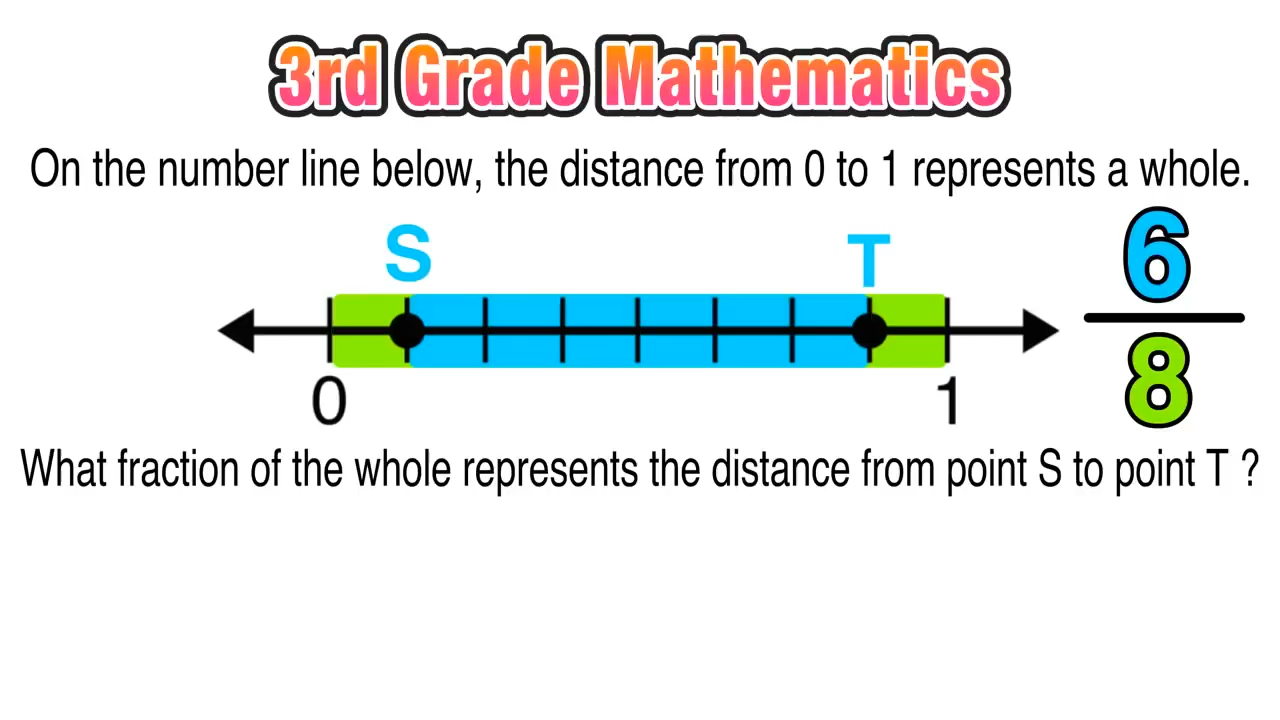 3rd Grade Mathematics
On the number line below, the distance from 0 to 1 represents a whole.
S T
6
8
0 1
What fraction of the whole represents the distance from point S to point T ?